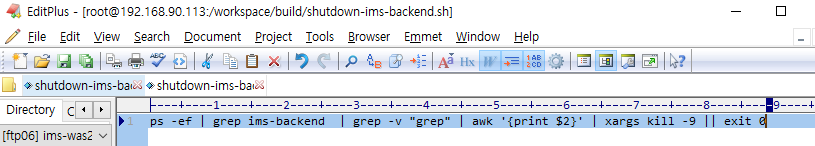 EditPlus - [root@192.168.90.113:/workspace/build/shutdown-ims-backend.sh]
File Edit View Search Document Project Tools Browser Emmet Window Help
shutdown-ims-ba shutdown-ims-ba
Directory
----+----1----+----2----+----3----+----4----+----5----+----6----+----7----+----8----+----9
1 ps -ef | grep ims-backend | grep -v "grep" | awk '{print $2}' | xargs kill -9 || exit 0
[ftp06] ims-was2